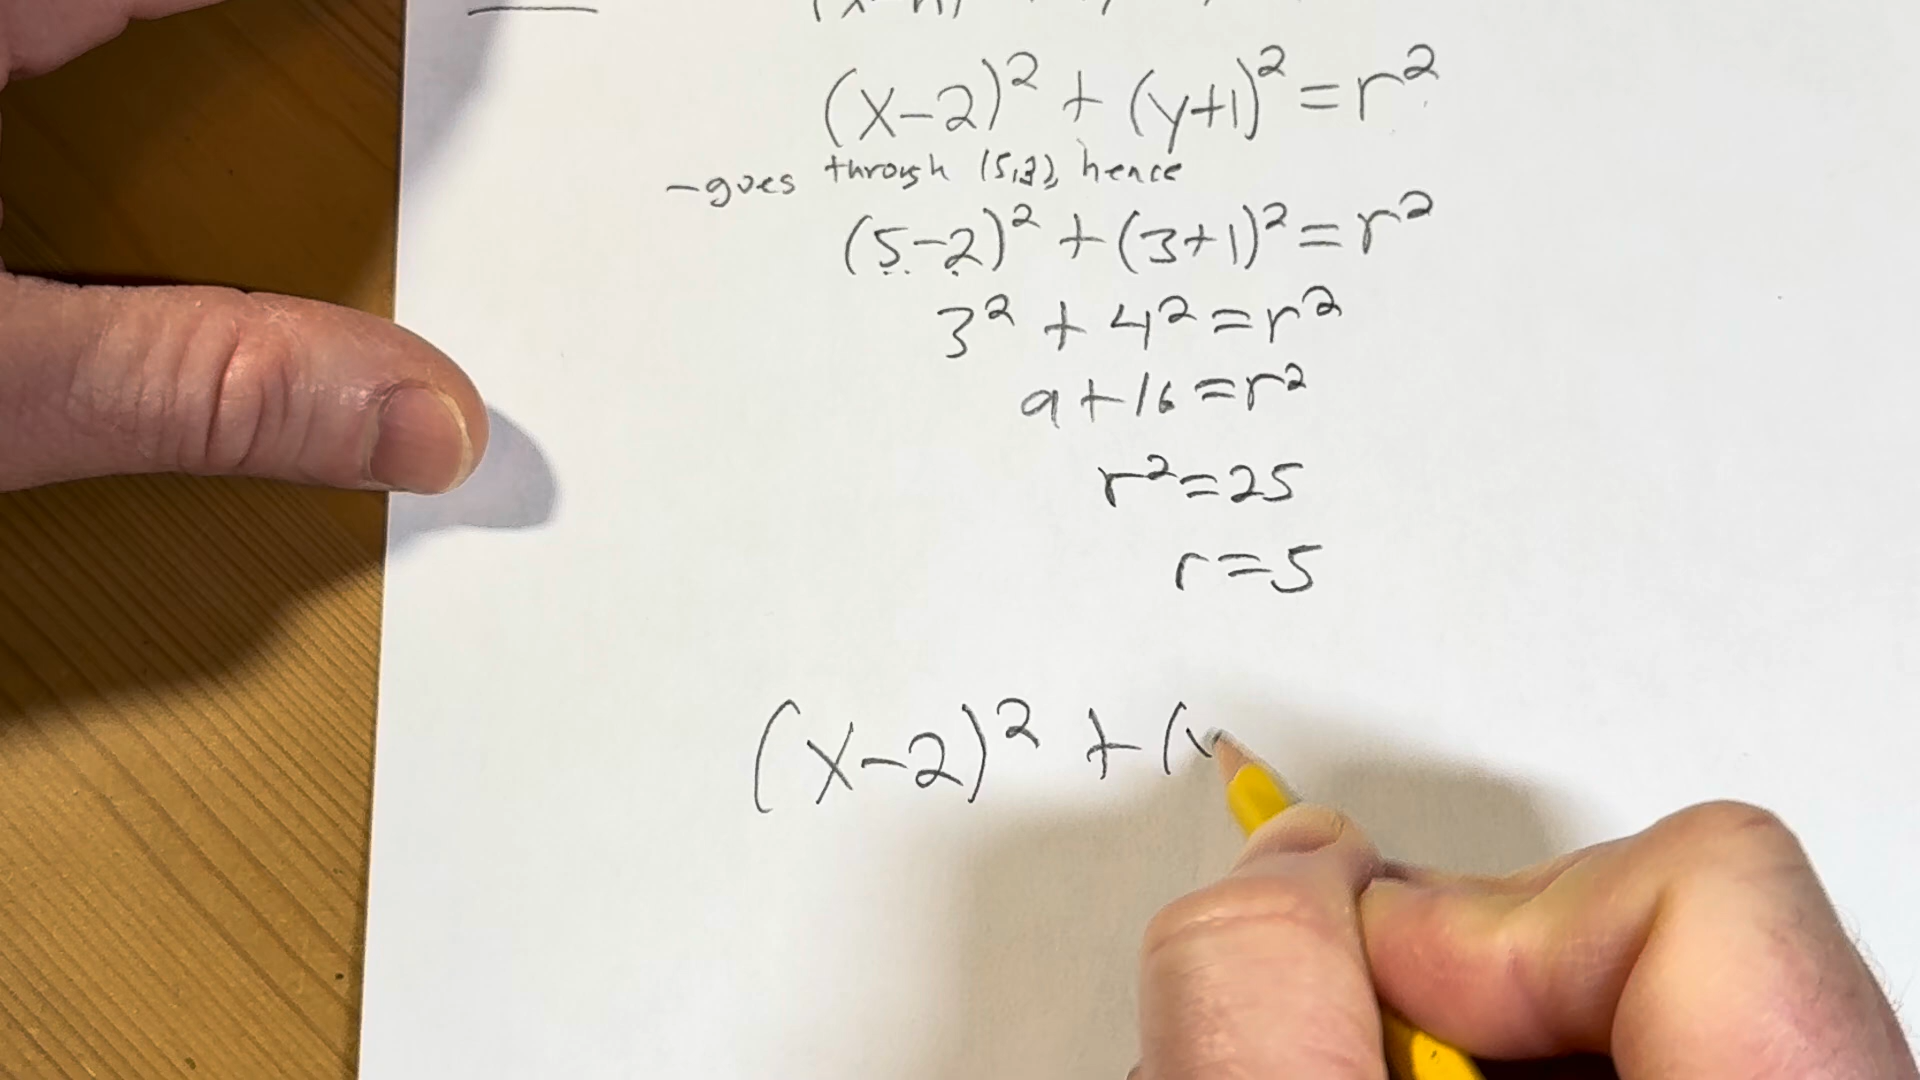 (x-2)² + (y+1)² = r²
-goes through (5,3), hence
(5-2)² + (3+1)² = r²
3² + 4² = r²
9 + 16 = r²
r² = 25
r = 5
(x-2)² + (y